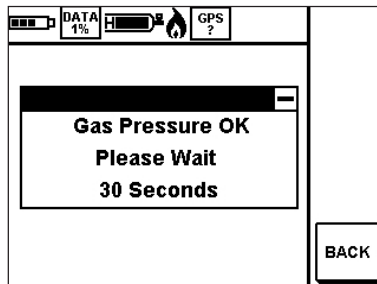 DATA
1%
GPS
?
Gas Pressure OK
Please Wait
30 Seconds
BACK